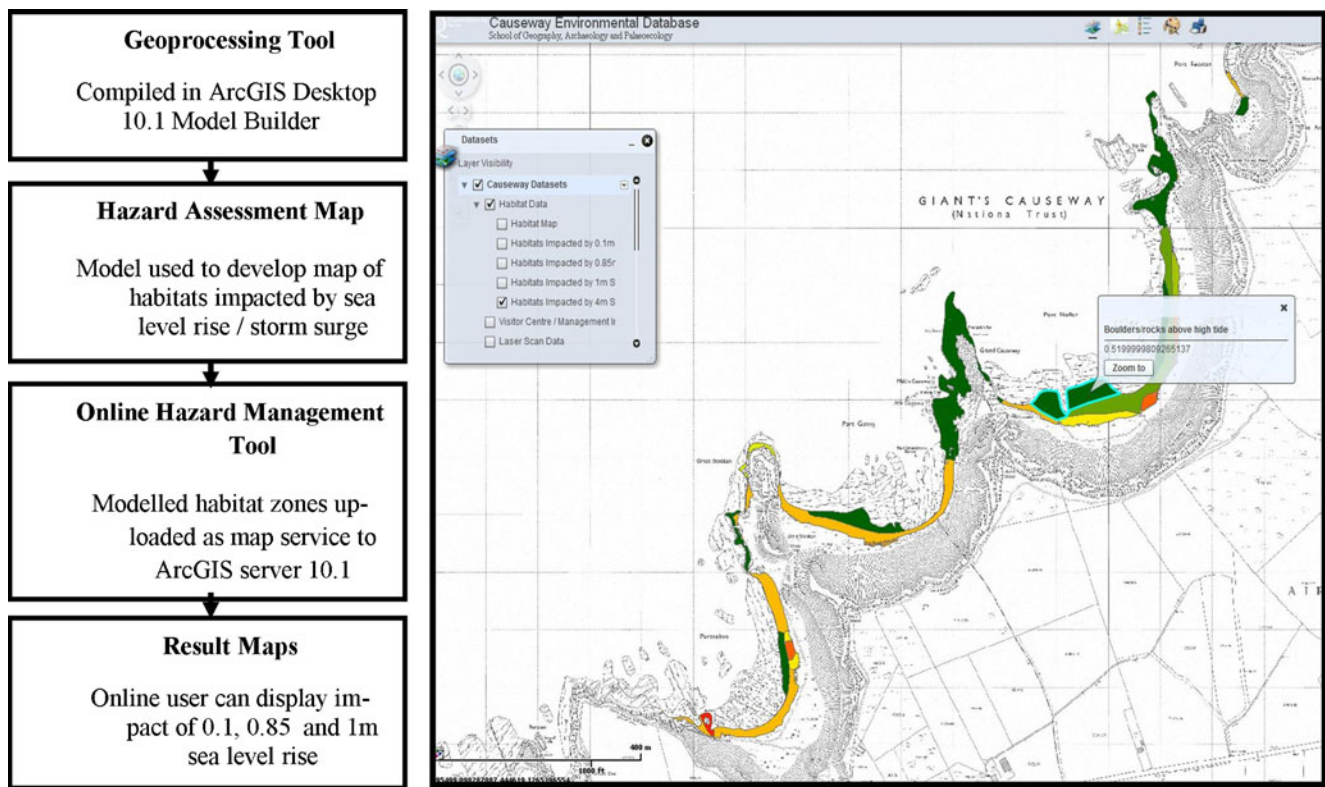 Geoprocessing Tool
Compiled in ArcGIS Desktop
10.1 Model Builder
Hazard Assessment Map
Model used to develop map of
habitats impacted by sea
level rise / storm surge
Online Hazard Management
Tool
Modelled habitat zones up-
loaded as map service to
ArcGIS server 10.1
Result Maps
Online user can display im-
pact of 0.1, 0.85 and 1m
sea level rise
Causeway Environmental Database
School of Geography, Archaeology and Palaeoecology
Datasets
Layer Visibility
Causeway Datasets
Habitat Data
Habitat Map
Habitats Impacted by 0.1m
Habitats Impacted by 0.85r
Habitats Impacted by 1m S
Habitats Impacted by 4m S
Visitor Centre / Management Ir
Laser Scan Data
GIANT'S CAUSEWAY
(National Trust)
Port Noffer
Boulders/rocks above high tide
0.5199999809265137
Zoom to
Grand Causeway
Port Ganny
Great Stookan
Portnaboe
AIR
400 m
1000 ft